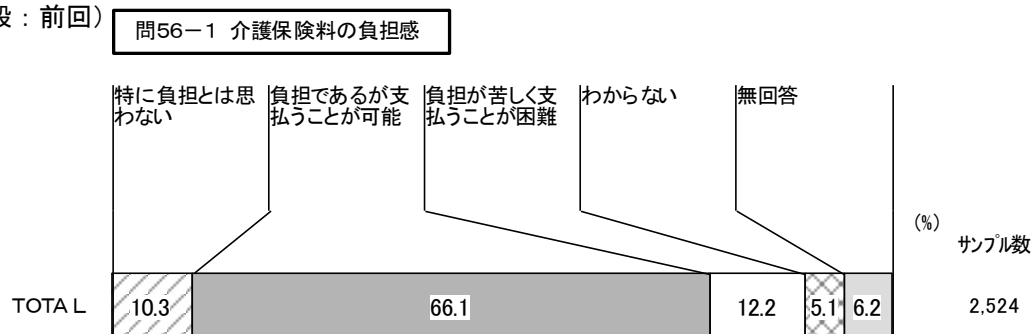 段：前回）
問56－1 介護保険料の負担感
特に負担とは思
わない
負担であるが支
払うことが可能
負担が苦しく支
払うことが困難
わからない
無回答
(%)
サンプル数
TOTAL 10.3 66.1 12.2 5.1 6.2 2,524